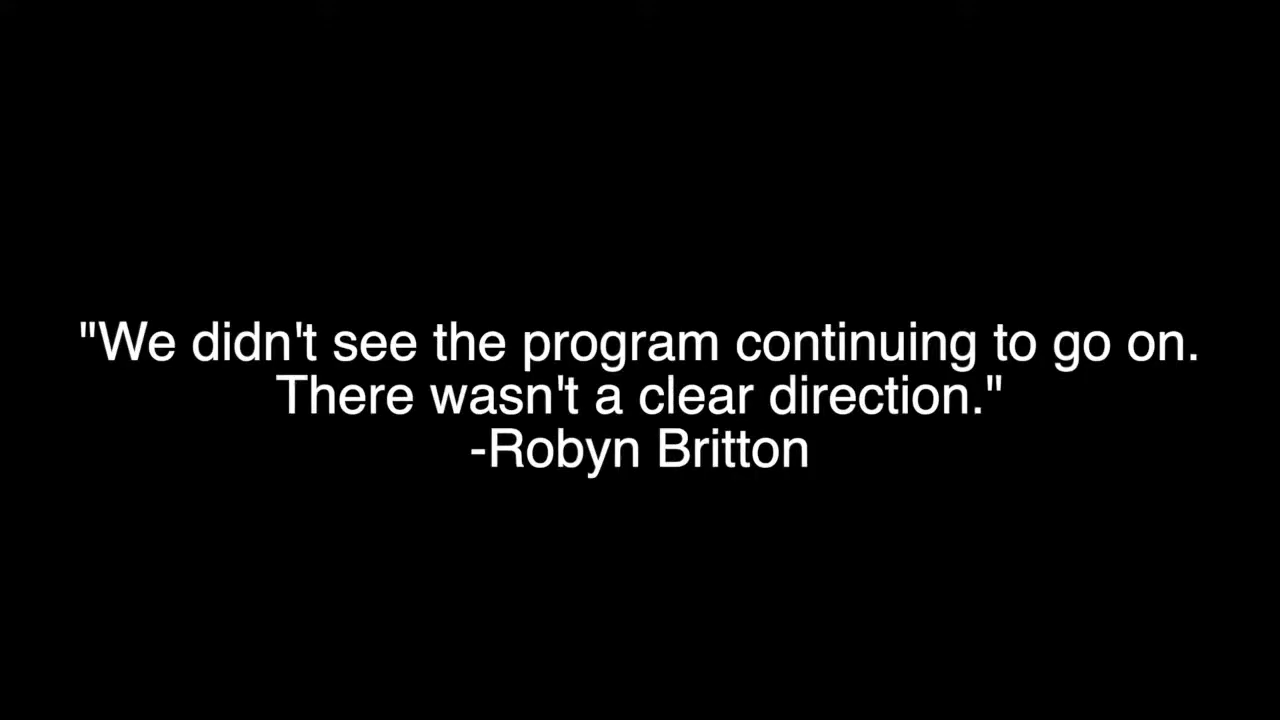 "We didn't see the program continuing to go on.
There wasn't a clear direction."
-Robyn Britton